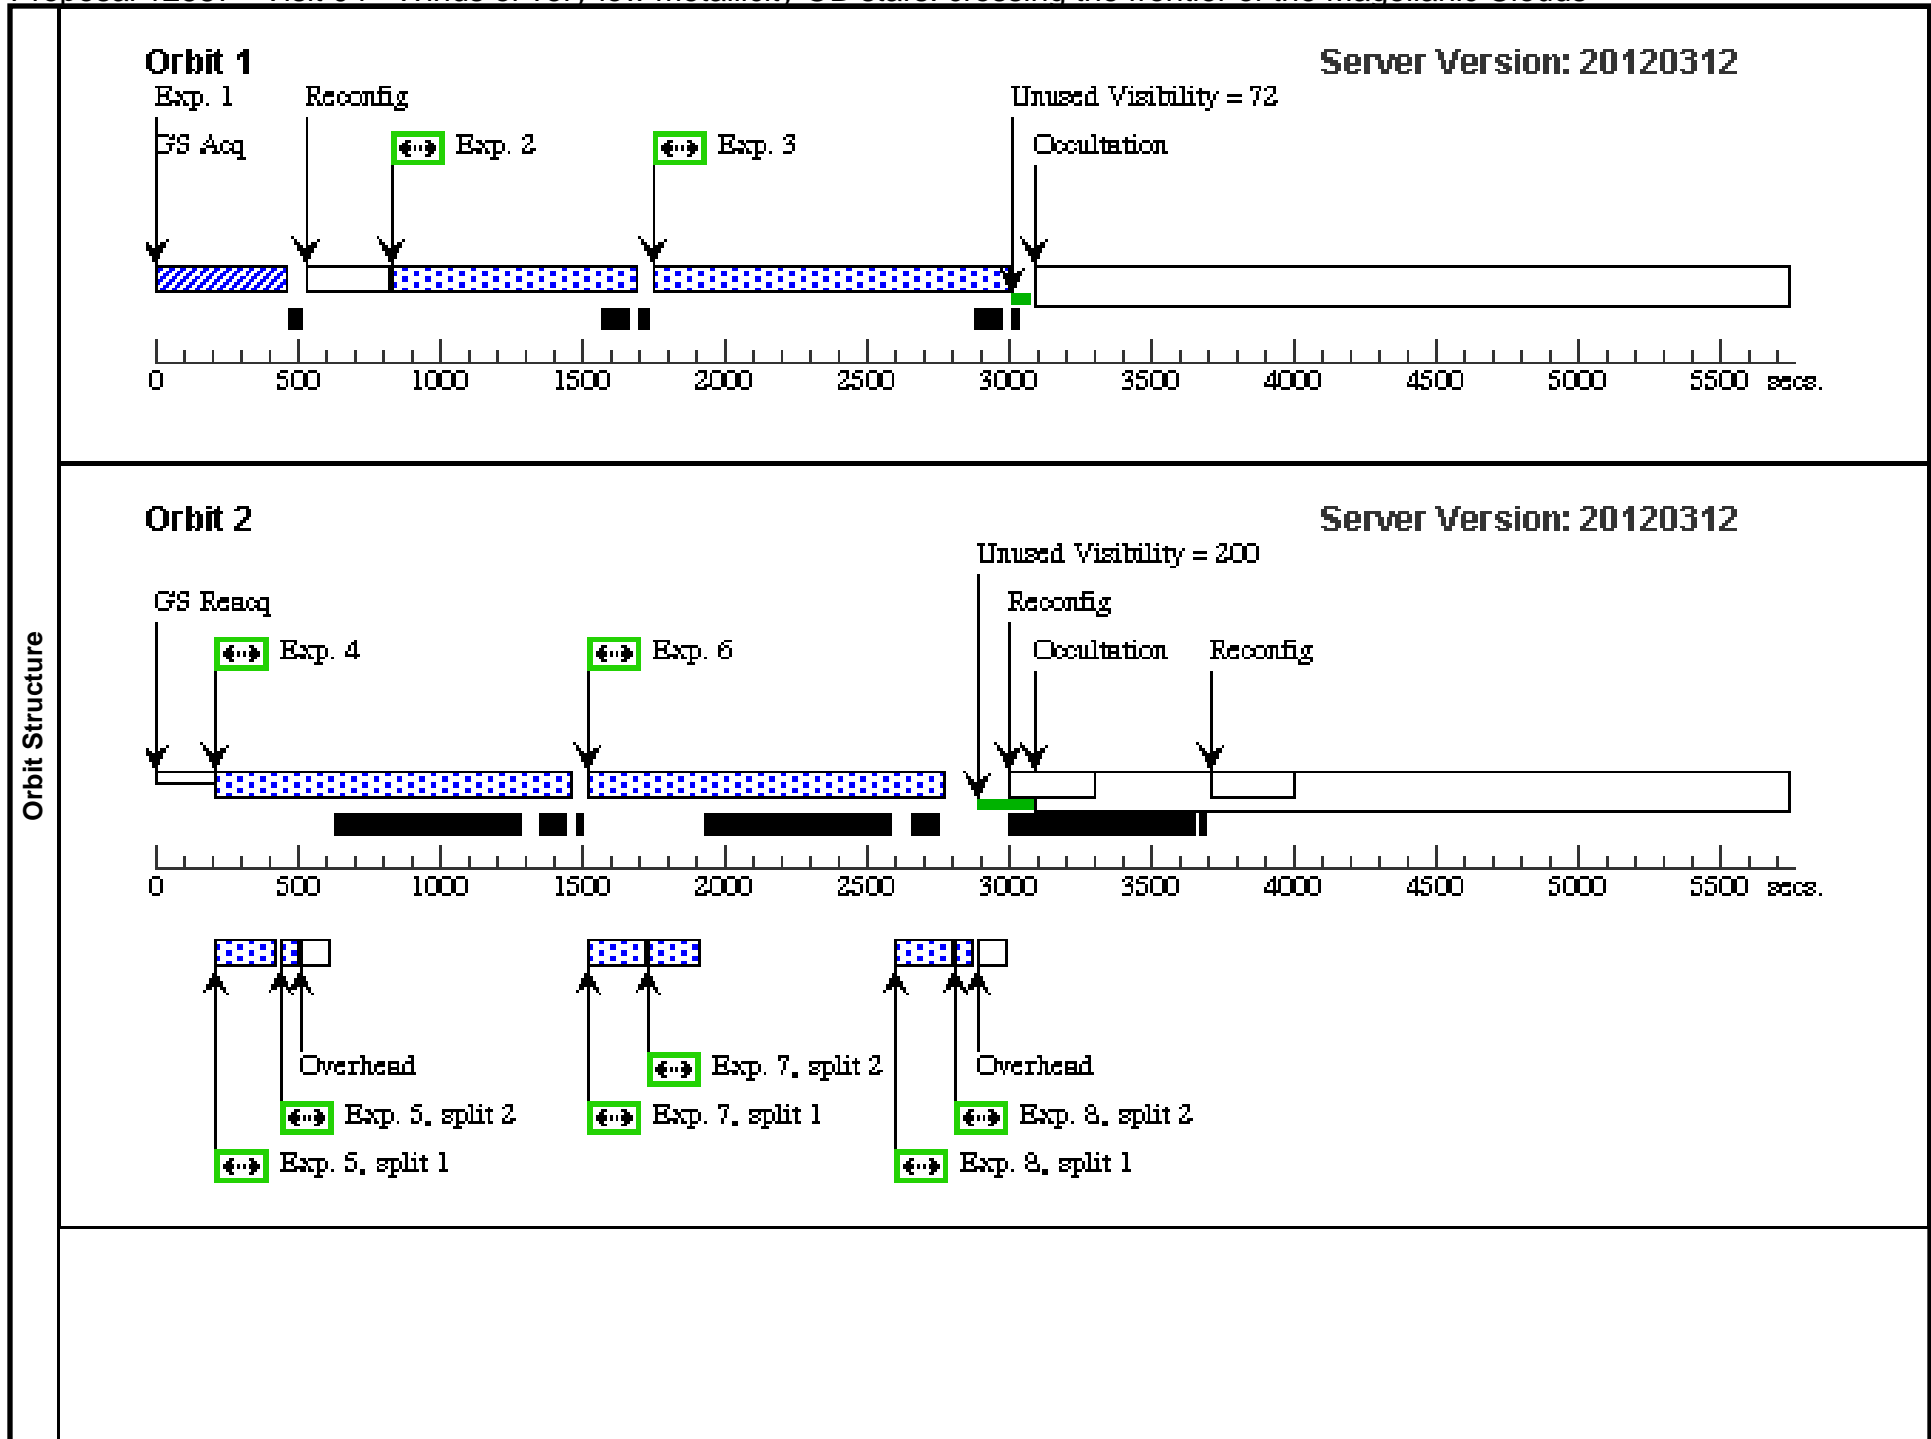 Orbit Structure
Orbit 1
Server Version: 20120312
Exp. 1
Reconfig
Unused Visibility = 72
GS Acq
Exp. 2
Exp. 3
Occultation
0 500 1000 1500 2000 2500 3000 3500 4000 4500 5000 5500 secs.
Orbit 2
Server Version: 20120312
Unused Visibility = 200
GS Reacq
Reconfig
Exp. 4
Exp. 6
Occultation
Reconfig
0 500 1000 1500 2000 2500 3000 3500 4000 4500 5000 5500 secs.
Overhead
Exp. 7, split 2
Overhead
Exp. 5, split 2
Exp. 7, split 1
Exp. 8, split 2
Exp. 5, split 1
Exp. 8, split 1